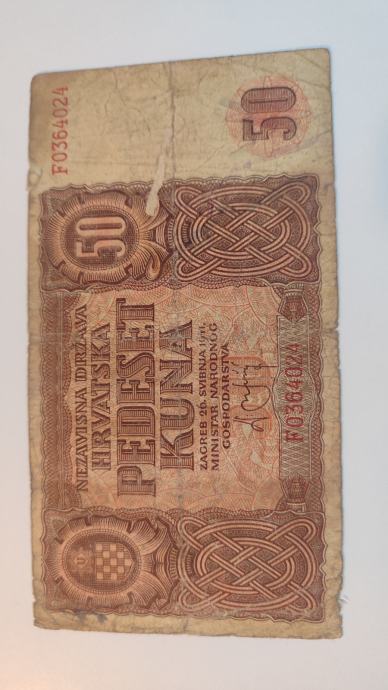 F0364024
50
50
NEZAVISNA DRŽAVA
HRVATSKA
PEDESET
KUNA
ZAGREB 26. SVIBNJA 1941.
MINISTAR NARODNOG
GOSPODARSTVA
F0364024
U